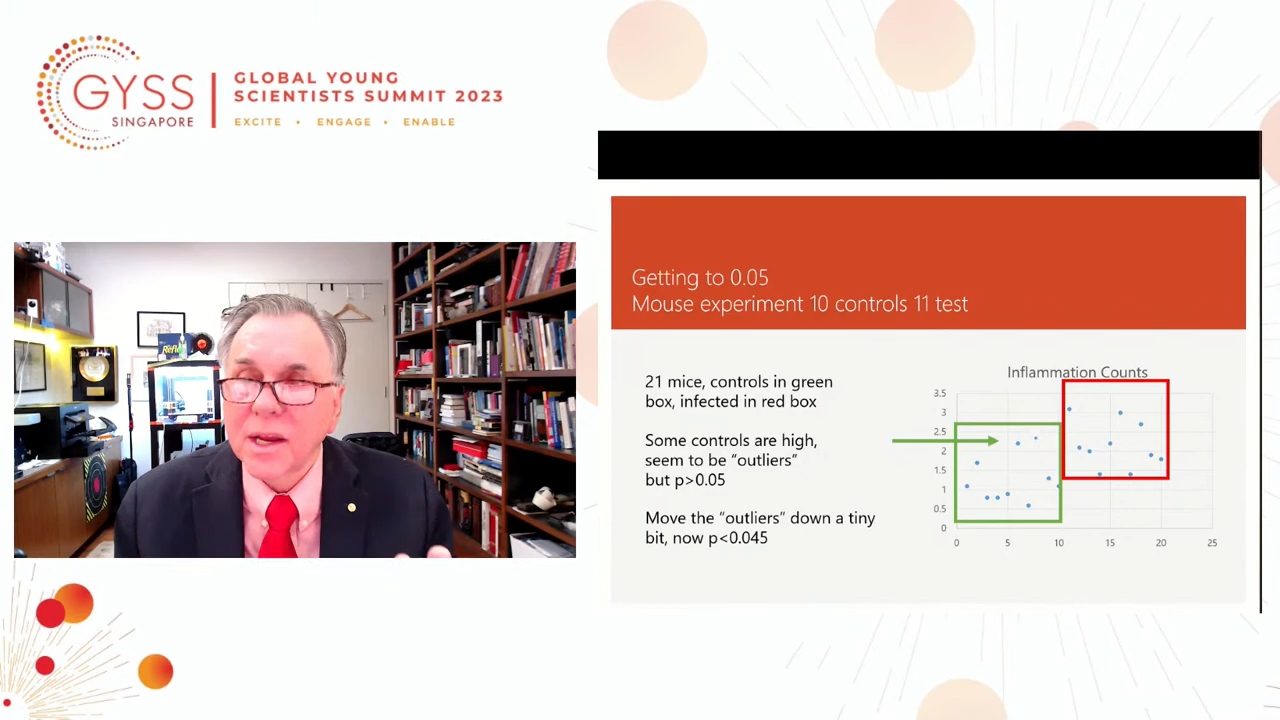 GYSS
SINGAPORE
GLOBAL YOUNG
SCIENTISTS SUMMIT 2023
EXCITE • ENGAGE • ENABLE
Getting to 0.05
Mouse experiment 10 controls 11 test
21 mice, controls in green
box, infected in red box
Some controls are high,
seem to be “outliers”
but p>0.05
Move the “outliers” down a tiny
bit, now p<0.045
Inflammation Counts
3.5
3
2.5
2
1.5
1
0.5
0
0 5 10 15 20 25